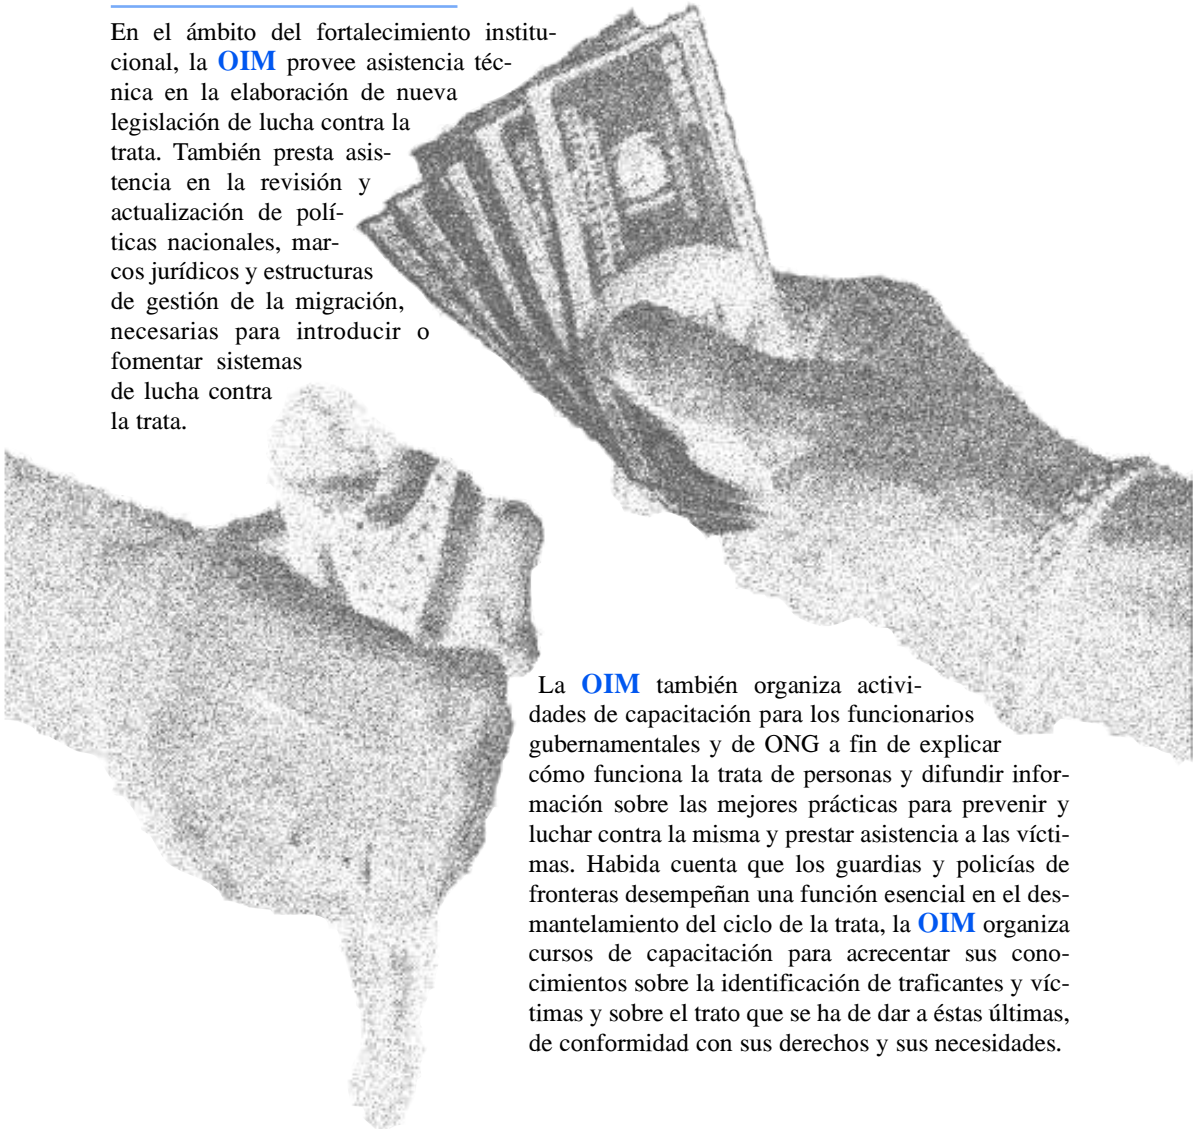 En el ámbito del fortalecimiento institu-
cional, la OIM provee asistencia téc-
nica en la elaboración de nueva
legislación de lucha contra la
trata. También presta asis-
tencia en la revisión y
actualización de polí-
ticas nacionales, mar-
cos jurídicos y estructuras
de gestión de la migración,
necesarias para introducir o
fomentar sistemas
de lucha contra
la trata.
La OIM también organiza activi-
dades de capacitación para los funcionarios
gubernamentales y de ONG a fin de explicar
cómo funciona la trata de personas y difundir infor-
mación sobre las mejores prácticas para prevenir y
luchar contra la misma y prestar asistencia a las vícti-
mas. Habida cuenta que los guardias y policías de
fronteras desempeñan una función esencial en el des-
mantelamiento del ciclo de la trata, la OIM organiza
cursos de capacitación para acrecentar sus cono-
cimientos sobre la identificación de traficantes y víc-
timas y sobre el trato que se ha de dar a éstas últimas,
de conformidad con sus derechos y sus necesidades.